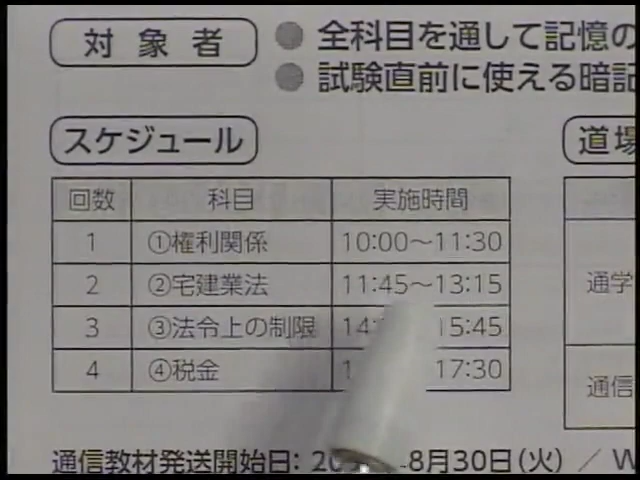 対象者
全科目を通して記憶の
試験直前に使える暗記
スケジュール
道場
回数 科目 実施時間
1 ①権利関係 10:00〜11:30
2 ②宅建業法 11:45〜13:15
3 ③法令上の制限 14: 5:45
4 ④税金 1 17:30
通学
通信
通信教材発送開始日: 20 8月30日(火) / W